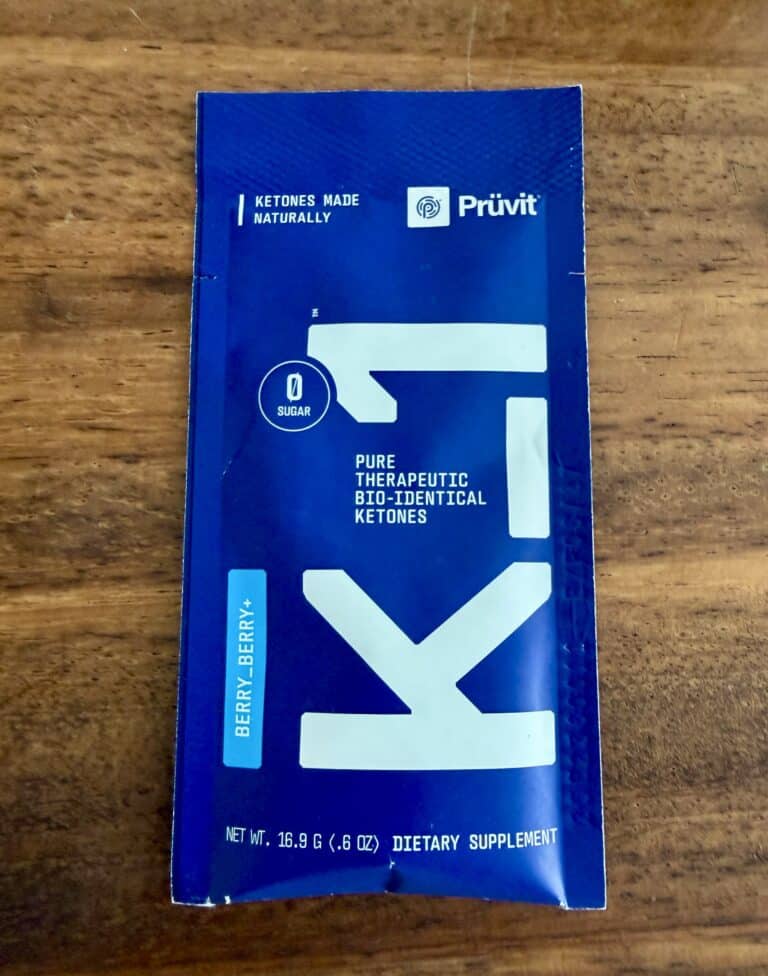 KETONES MADE
NATURALLY
Prüvit®
K_1™
0
SUGAR
PURE
THERAPEUTIC
BIO-IDENTICAL
KETONES
BERRY_BERRY+
NET WT. 16.9 G (.6 OZ) DIETARY SUPPLEMENT